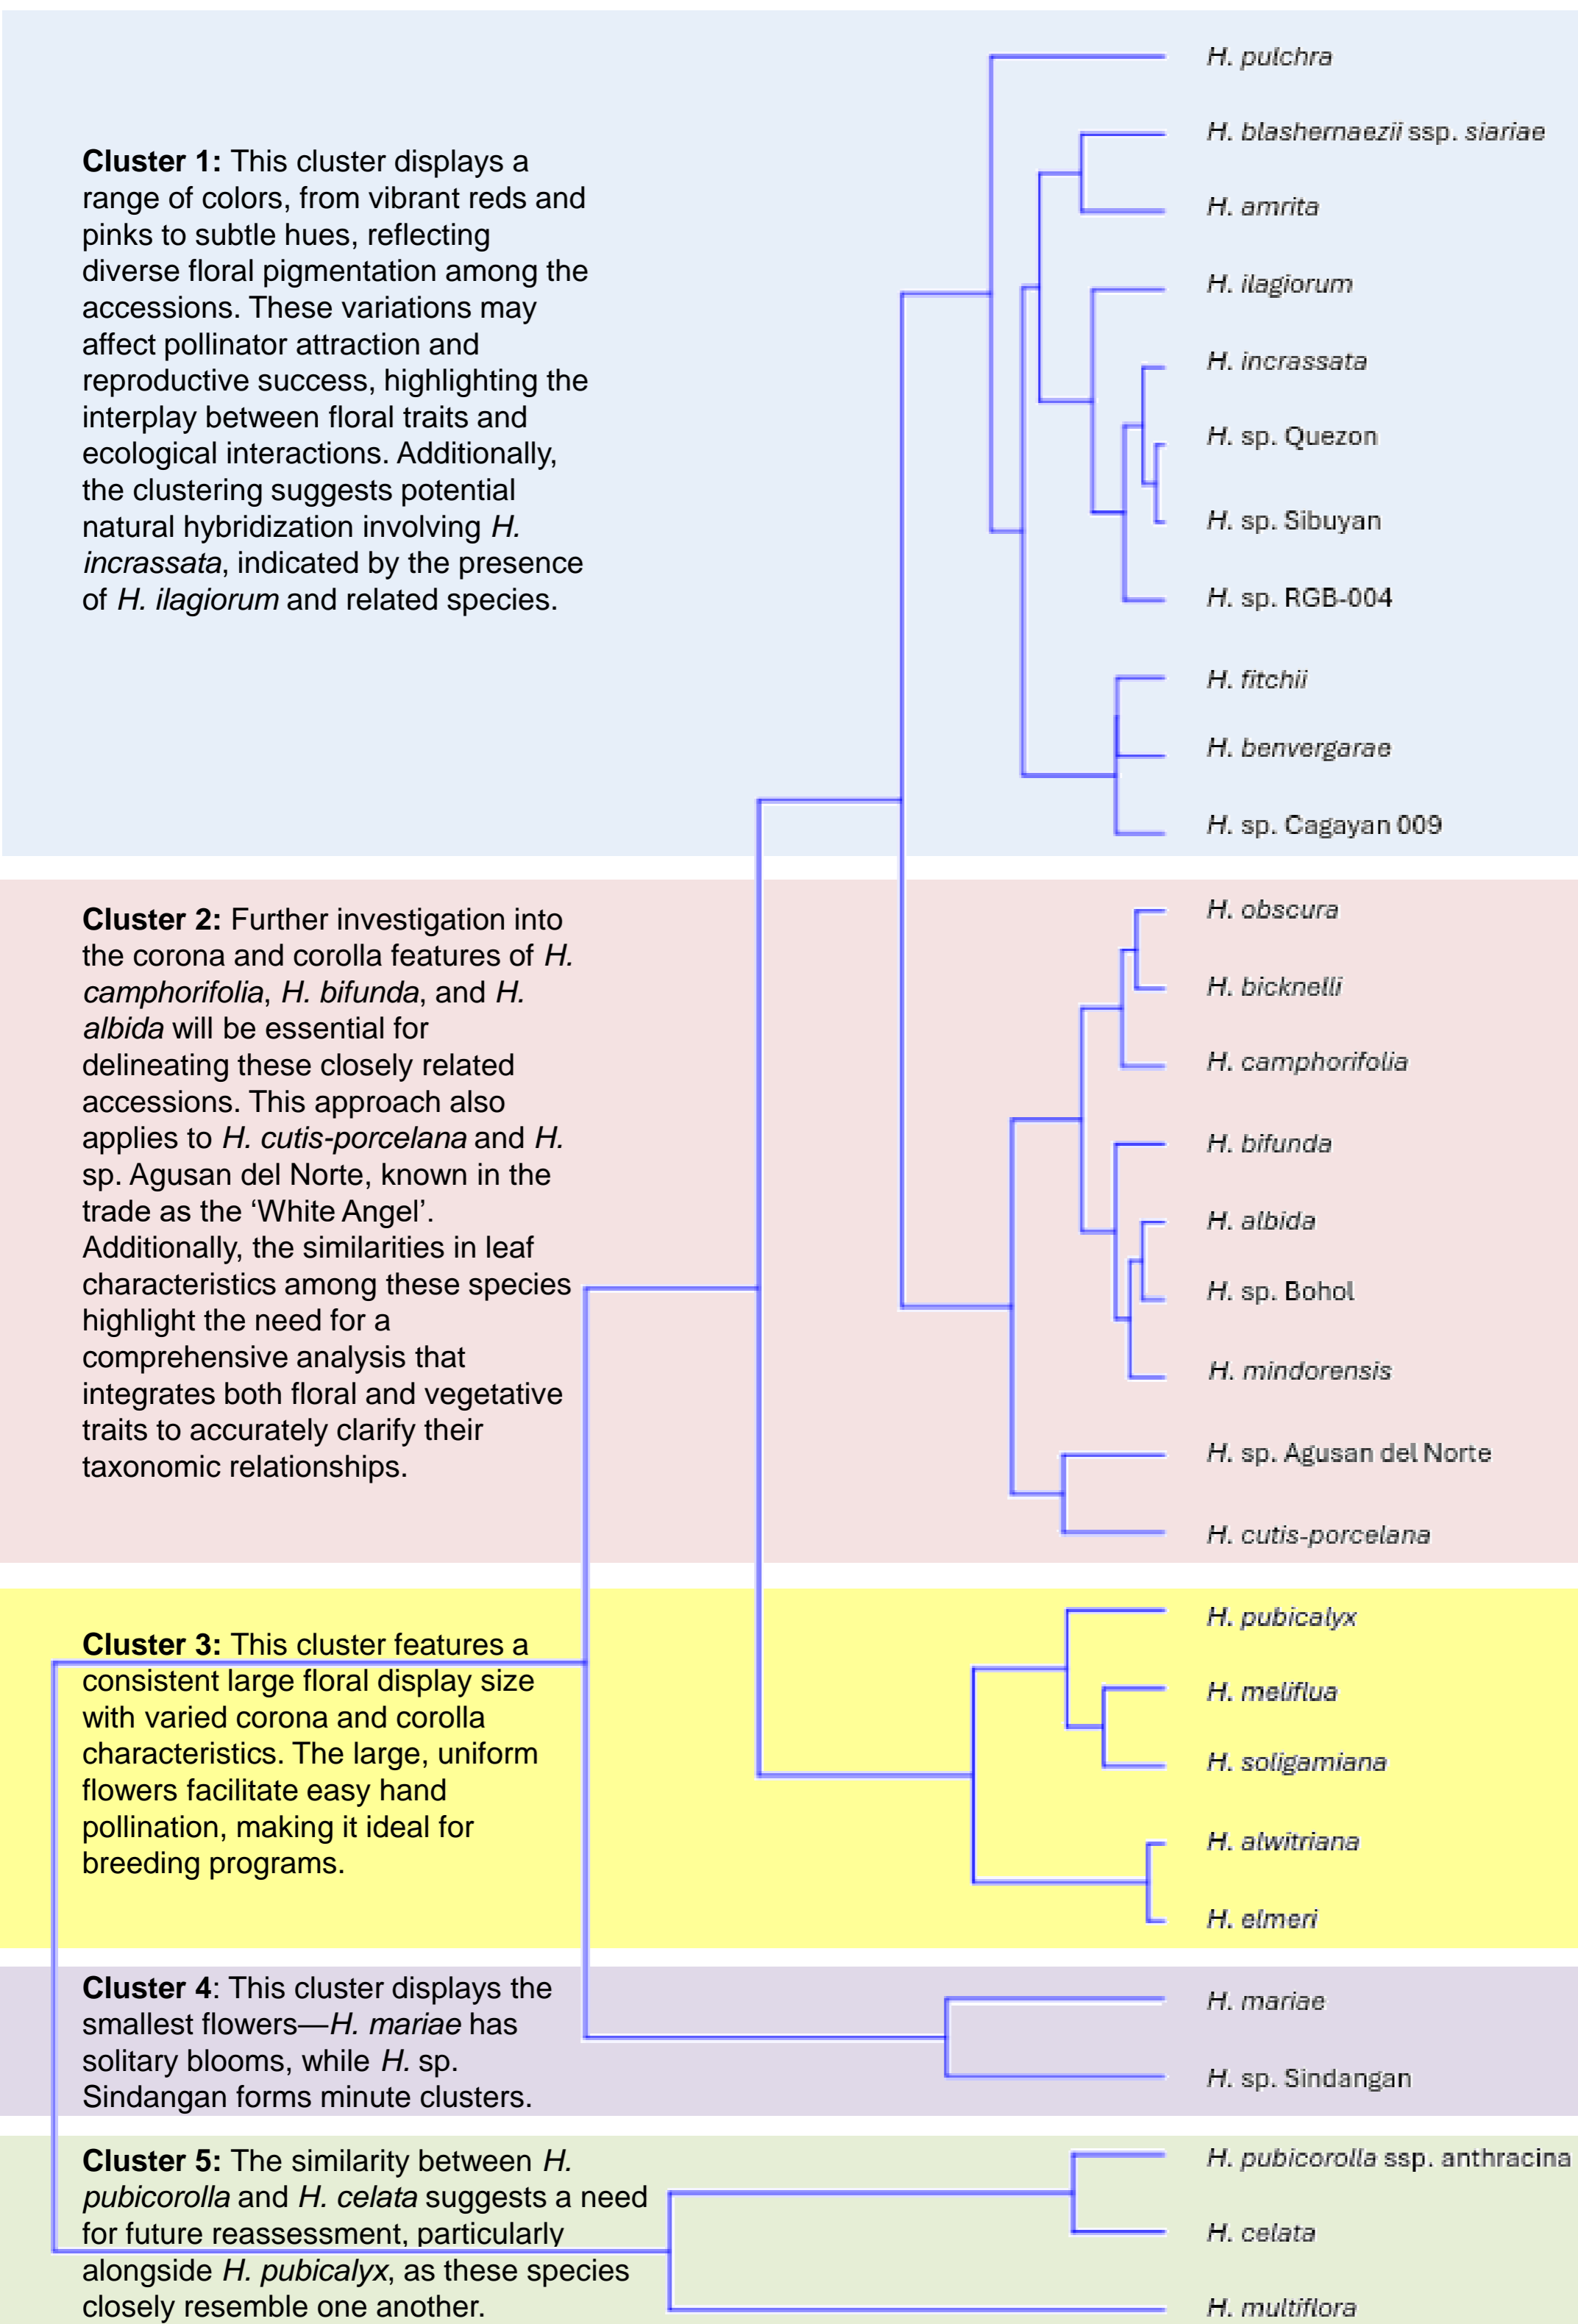 H. pulchra
H. blashernaezii ssp. siariae
Cluster 1: This cluster displays a
range of colors, from vibrant reds and
pinks to subtle hues, reflecting
diverse floral pigmentation among the
accessions. These variations may
affect pollinator attraction and
reproductive success, highlighting the
interplay between floral traits and
ecological interactions. Additionally,
the clustering suggests potential
natural hybridization involving H.
incrassata, indicated by the presence
of H. ilagiorum and related species.
H. amrita
H. ilagiorum
H. incrassata
H. sp. Quezon
H. sp. Sibuyan
H. sp. RGB-004
H. fitchii
H. benvergarae
H. sp. Cagayan 009
Cluster 2: Further investigation into
the corona and corolla features of H.
camphorifolia, H. bifunda, and H.
albida will be essential for
delineating these closely related
accessions. This approach also
applies to H. cutis-porcelana and H.
sp. Agusan del Norte, known in the
trade as the ‘White Angel’.
Additionally, the similarities in leaf
characteristics among these species
highlight the need for a
comprehensive analysis that
integrates both floral and vegetative
traits to accurately clarify their
taxonomic relationships.
H. obscura
H. bicknelli
H. camphorifolia
H. bifunda
H. albida
H. sp. Bohol
H. mindorensis
H. sp. Agusan del Norte
H. cutis-porcelana
Cluster 3: This cluster features a
consistent large floral display size
with varied corona and corolla
characteristics. The large, uniform
flowers facilitate easy hand
pollination, making it ideal for
breeding programs.
H. pubicalyx
H. meliflua
H. soligamiana
H. alwitriana
H. elmeri
Cluster 4: This cluster displays the
smallest flowers—H. mariae has
solitary blooms, while H. sp.
Sindangan forms minute clusters.
H. mariae
H. sp. Sindangan
Cluster 5: The similarity between H.
pubicorolla and H. celata suggests a need
for future reassessment, particularly
alongside H. pubicalyx, as these species
closely resemble one another.
H. pubicorolla ssp. anthracina
H. celata
H. multiflora